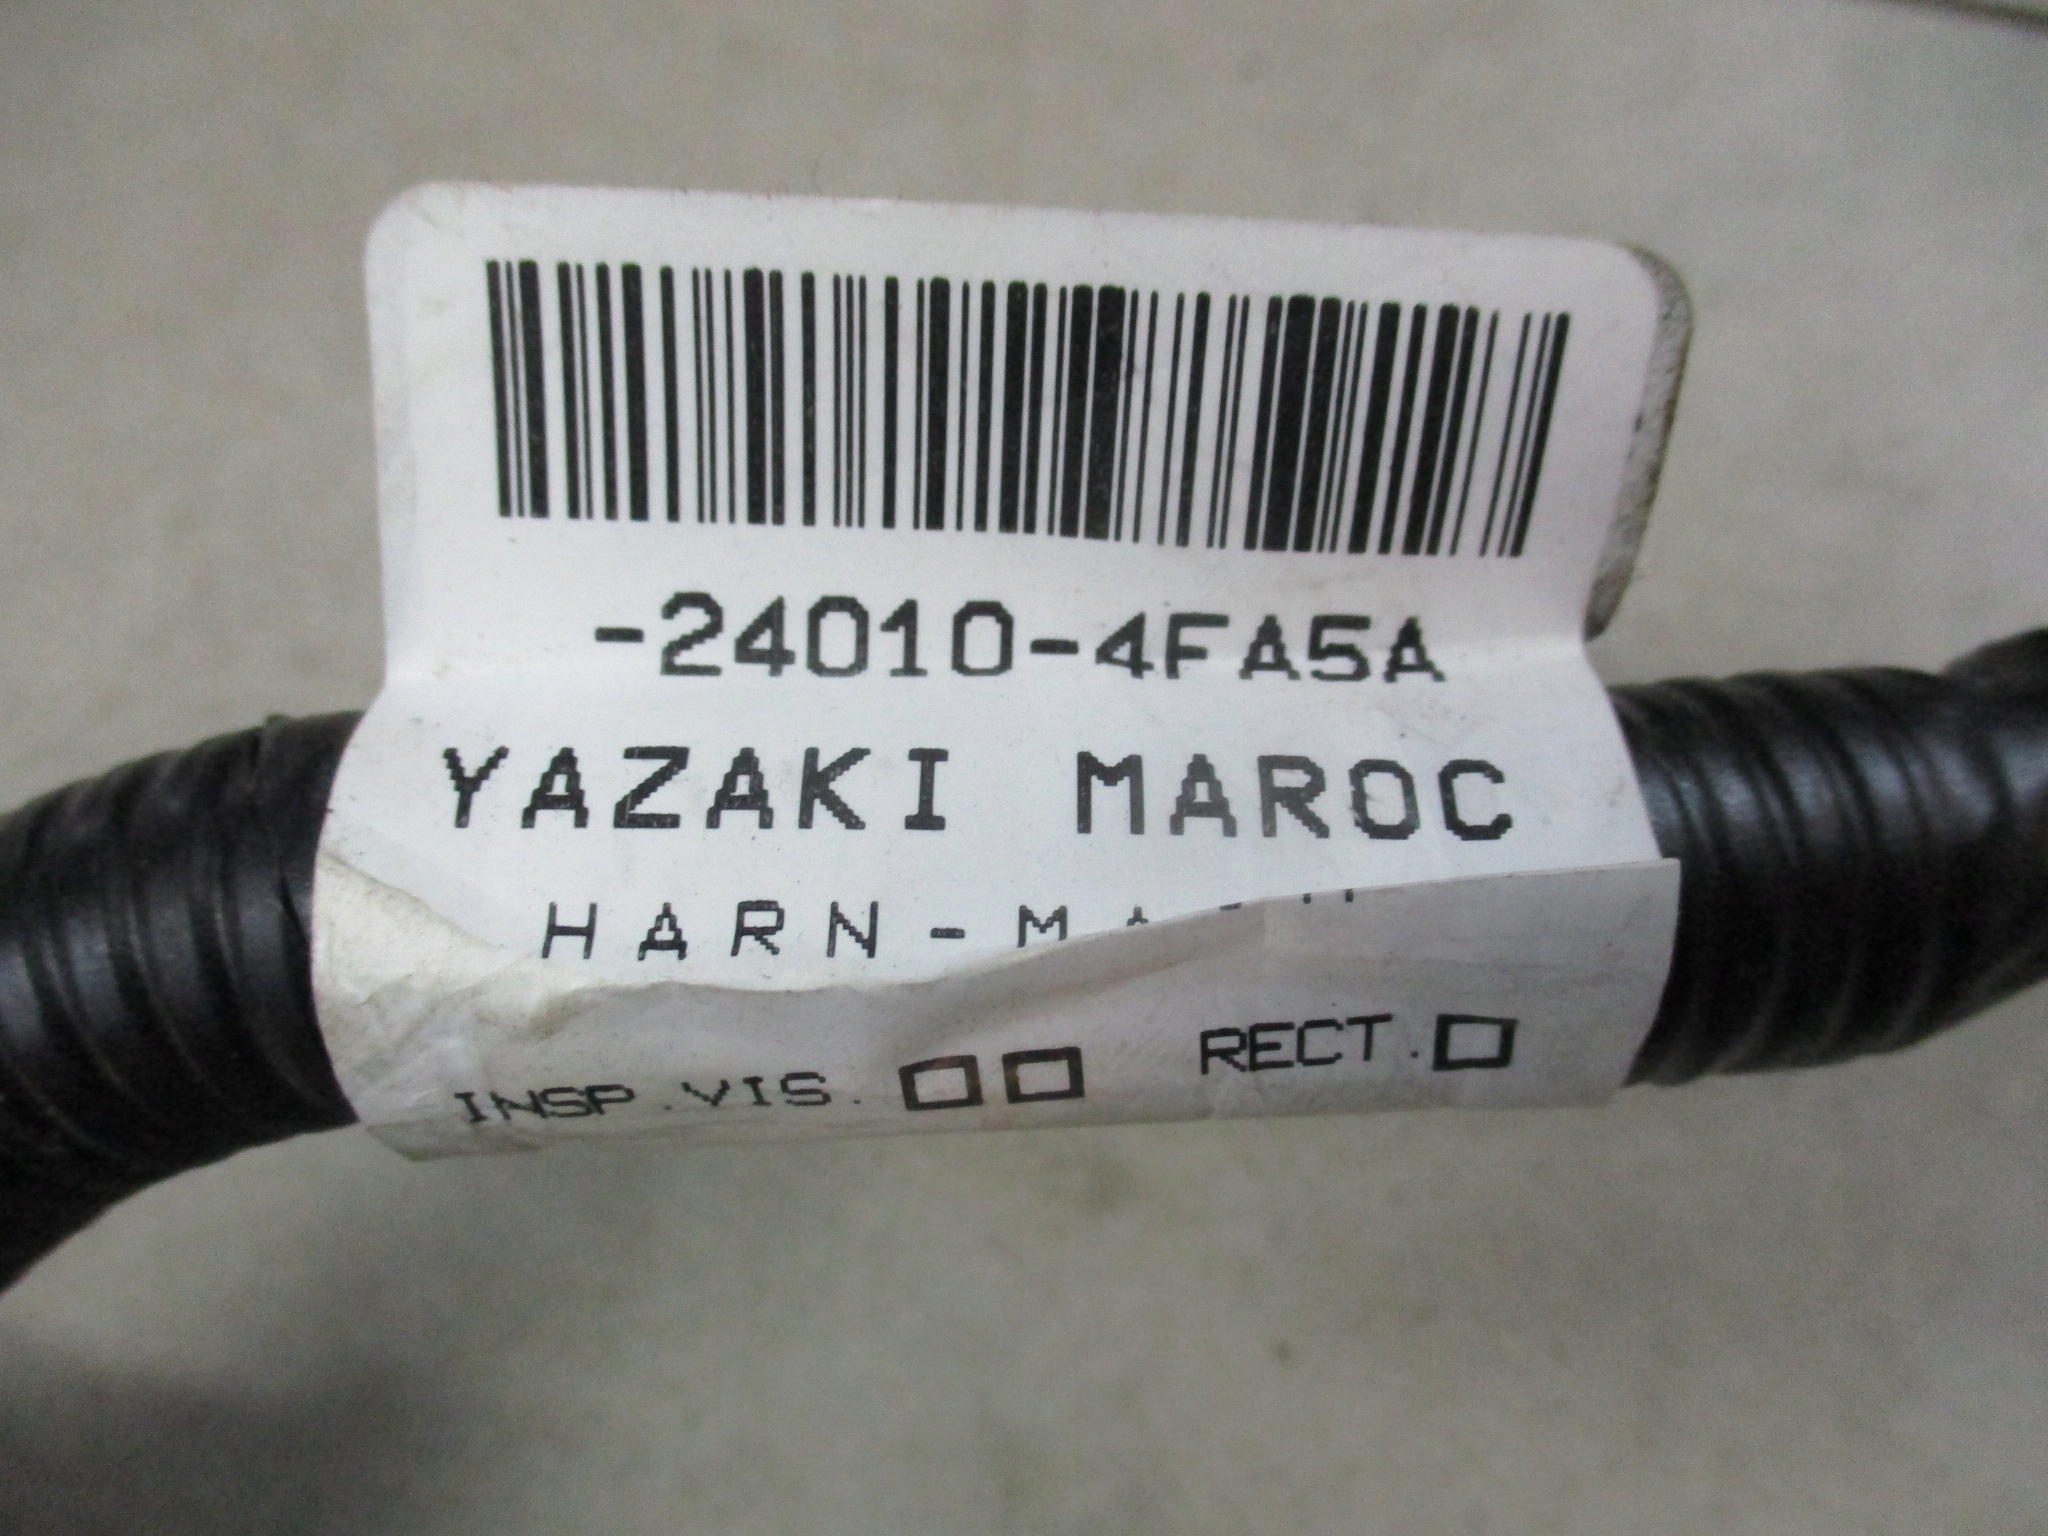 -24010-4FA5A
YAZAKI MAROC
INSP.VIS. RECT.